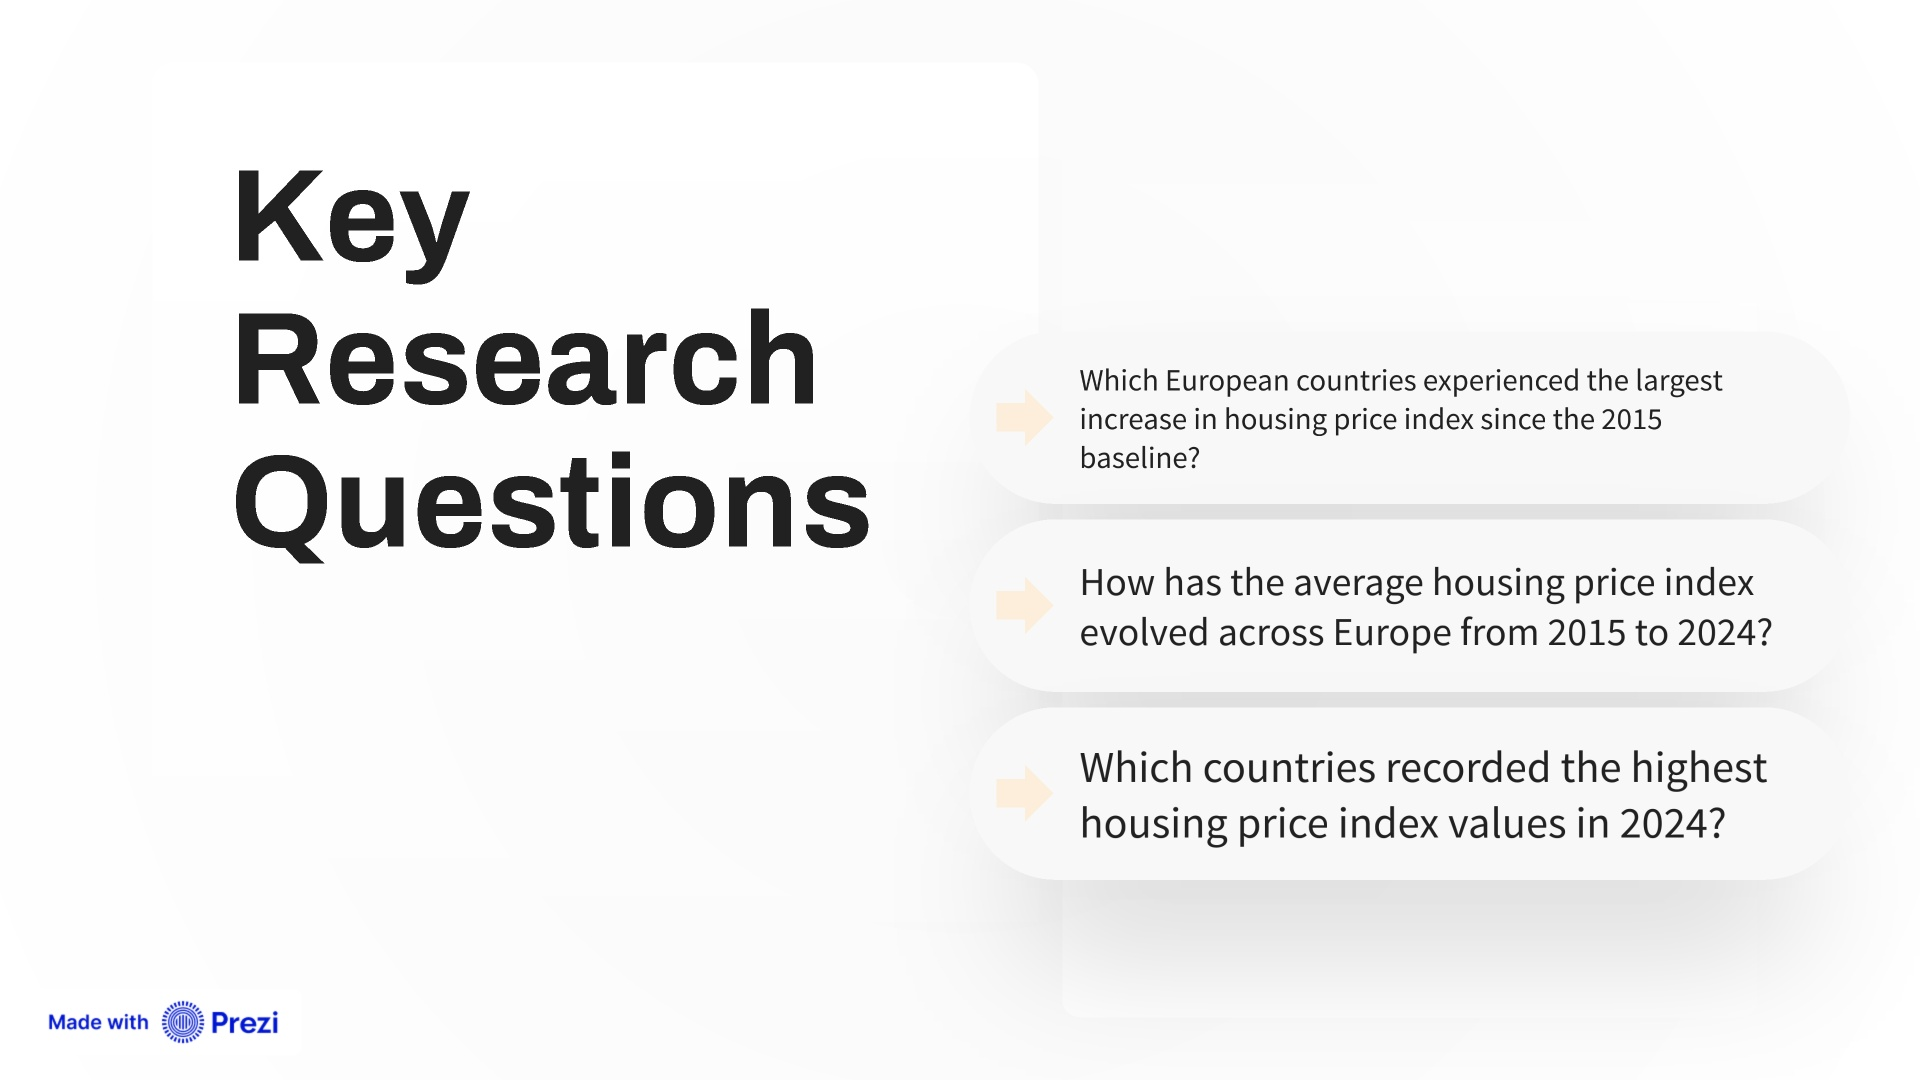 Key
Research
Questions
Which European countries experienced the largest
increase in housing price index since the 2015
baseline?
How has the average housing price index
evolved across Europe from 2015 to 2024?
Which countries recorded the highest
housing price index values in 2024?
Made with Prezi